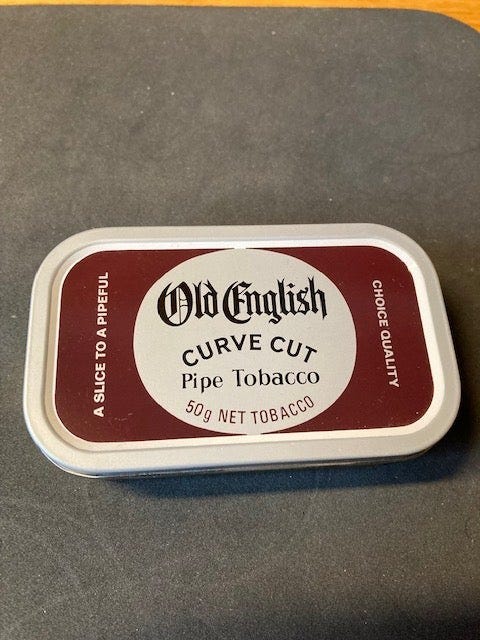 A SLICE TO A PIPEFUL
Old English
CURVE CUT
Pipe Tobacco
50g NET TOBACCO
CHOICE QUALITY